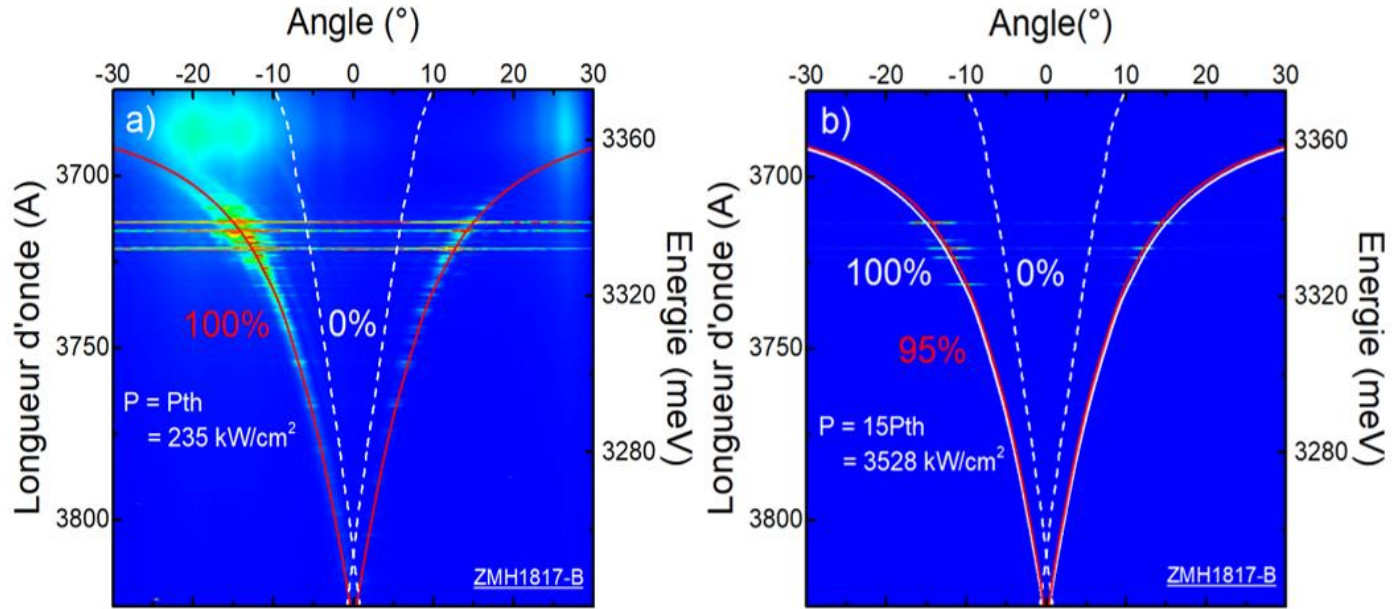 Angle (°)
-30 -20 -10 0 10 20 30
a)
3700
3750
3800
Longueur d'onde (A)
3360
3320
3280
Energie (meV)
100%
0%
P = Pth
= 235 kW/cm²
ZMH1817-B
Angle(°)
-30 -20 -10 0 10 20 30
b)
3700
3750
3800
Longueur d'onde (A)
3360
3320
3280
Energie (meV)
100%
0%
95%
P = 15Pth
= 3528 kW/cm²
ZMH1817-B